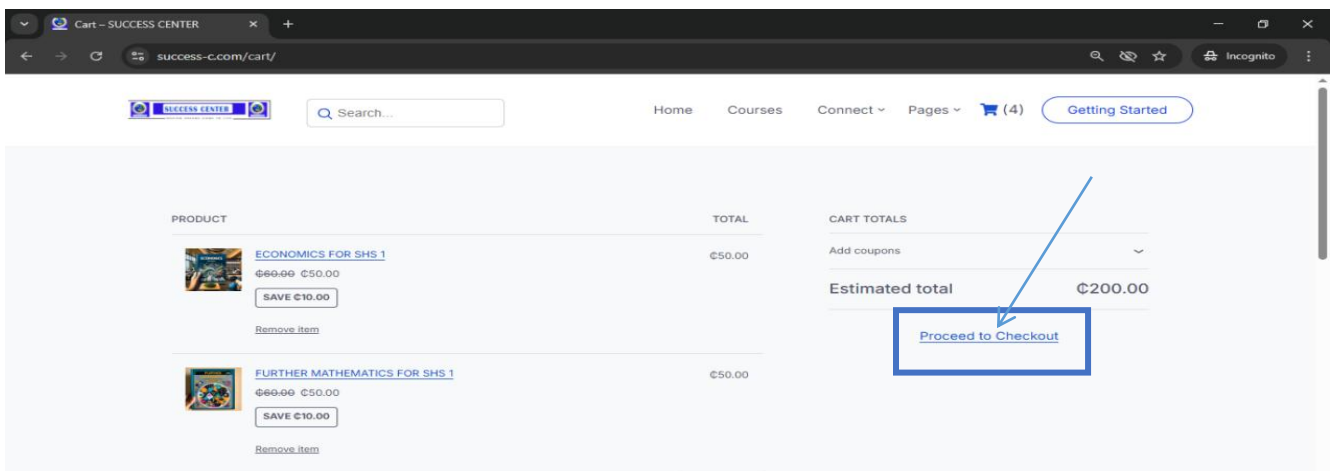 Cart – SUCCESS CENTER
success-c.com/cart/
Incognito
SUCCESS CENTER
Search...
Home Courses Connect Pages (4) Getting Started
PRODUCT TOTAL
ECONOMICS FOR SHS 1 ₵50.00
₵60.00 ₵50.00
SAVE ₵10.00
Remove item
FURTHER MATHEMATICS FOR SHS 1 ₵50.00
₵60.00 ₵50.00
SAVE ₵10.00
Remove item
CART TOTALS
Add coupons
Estimated total ₵200.00
Proceed to Checkout